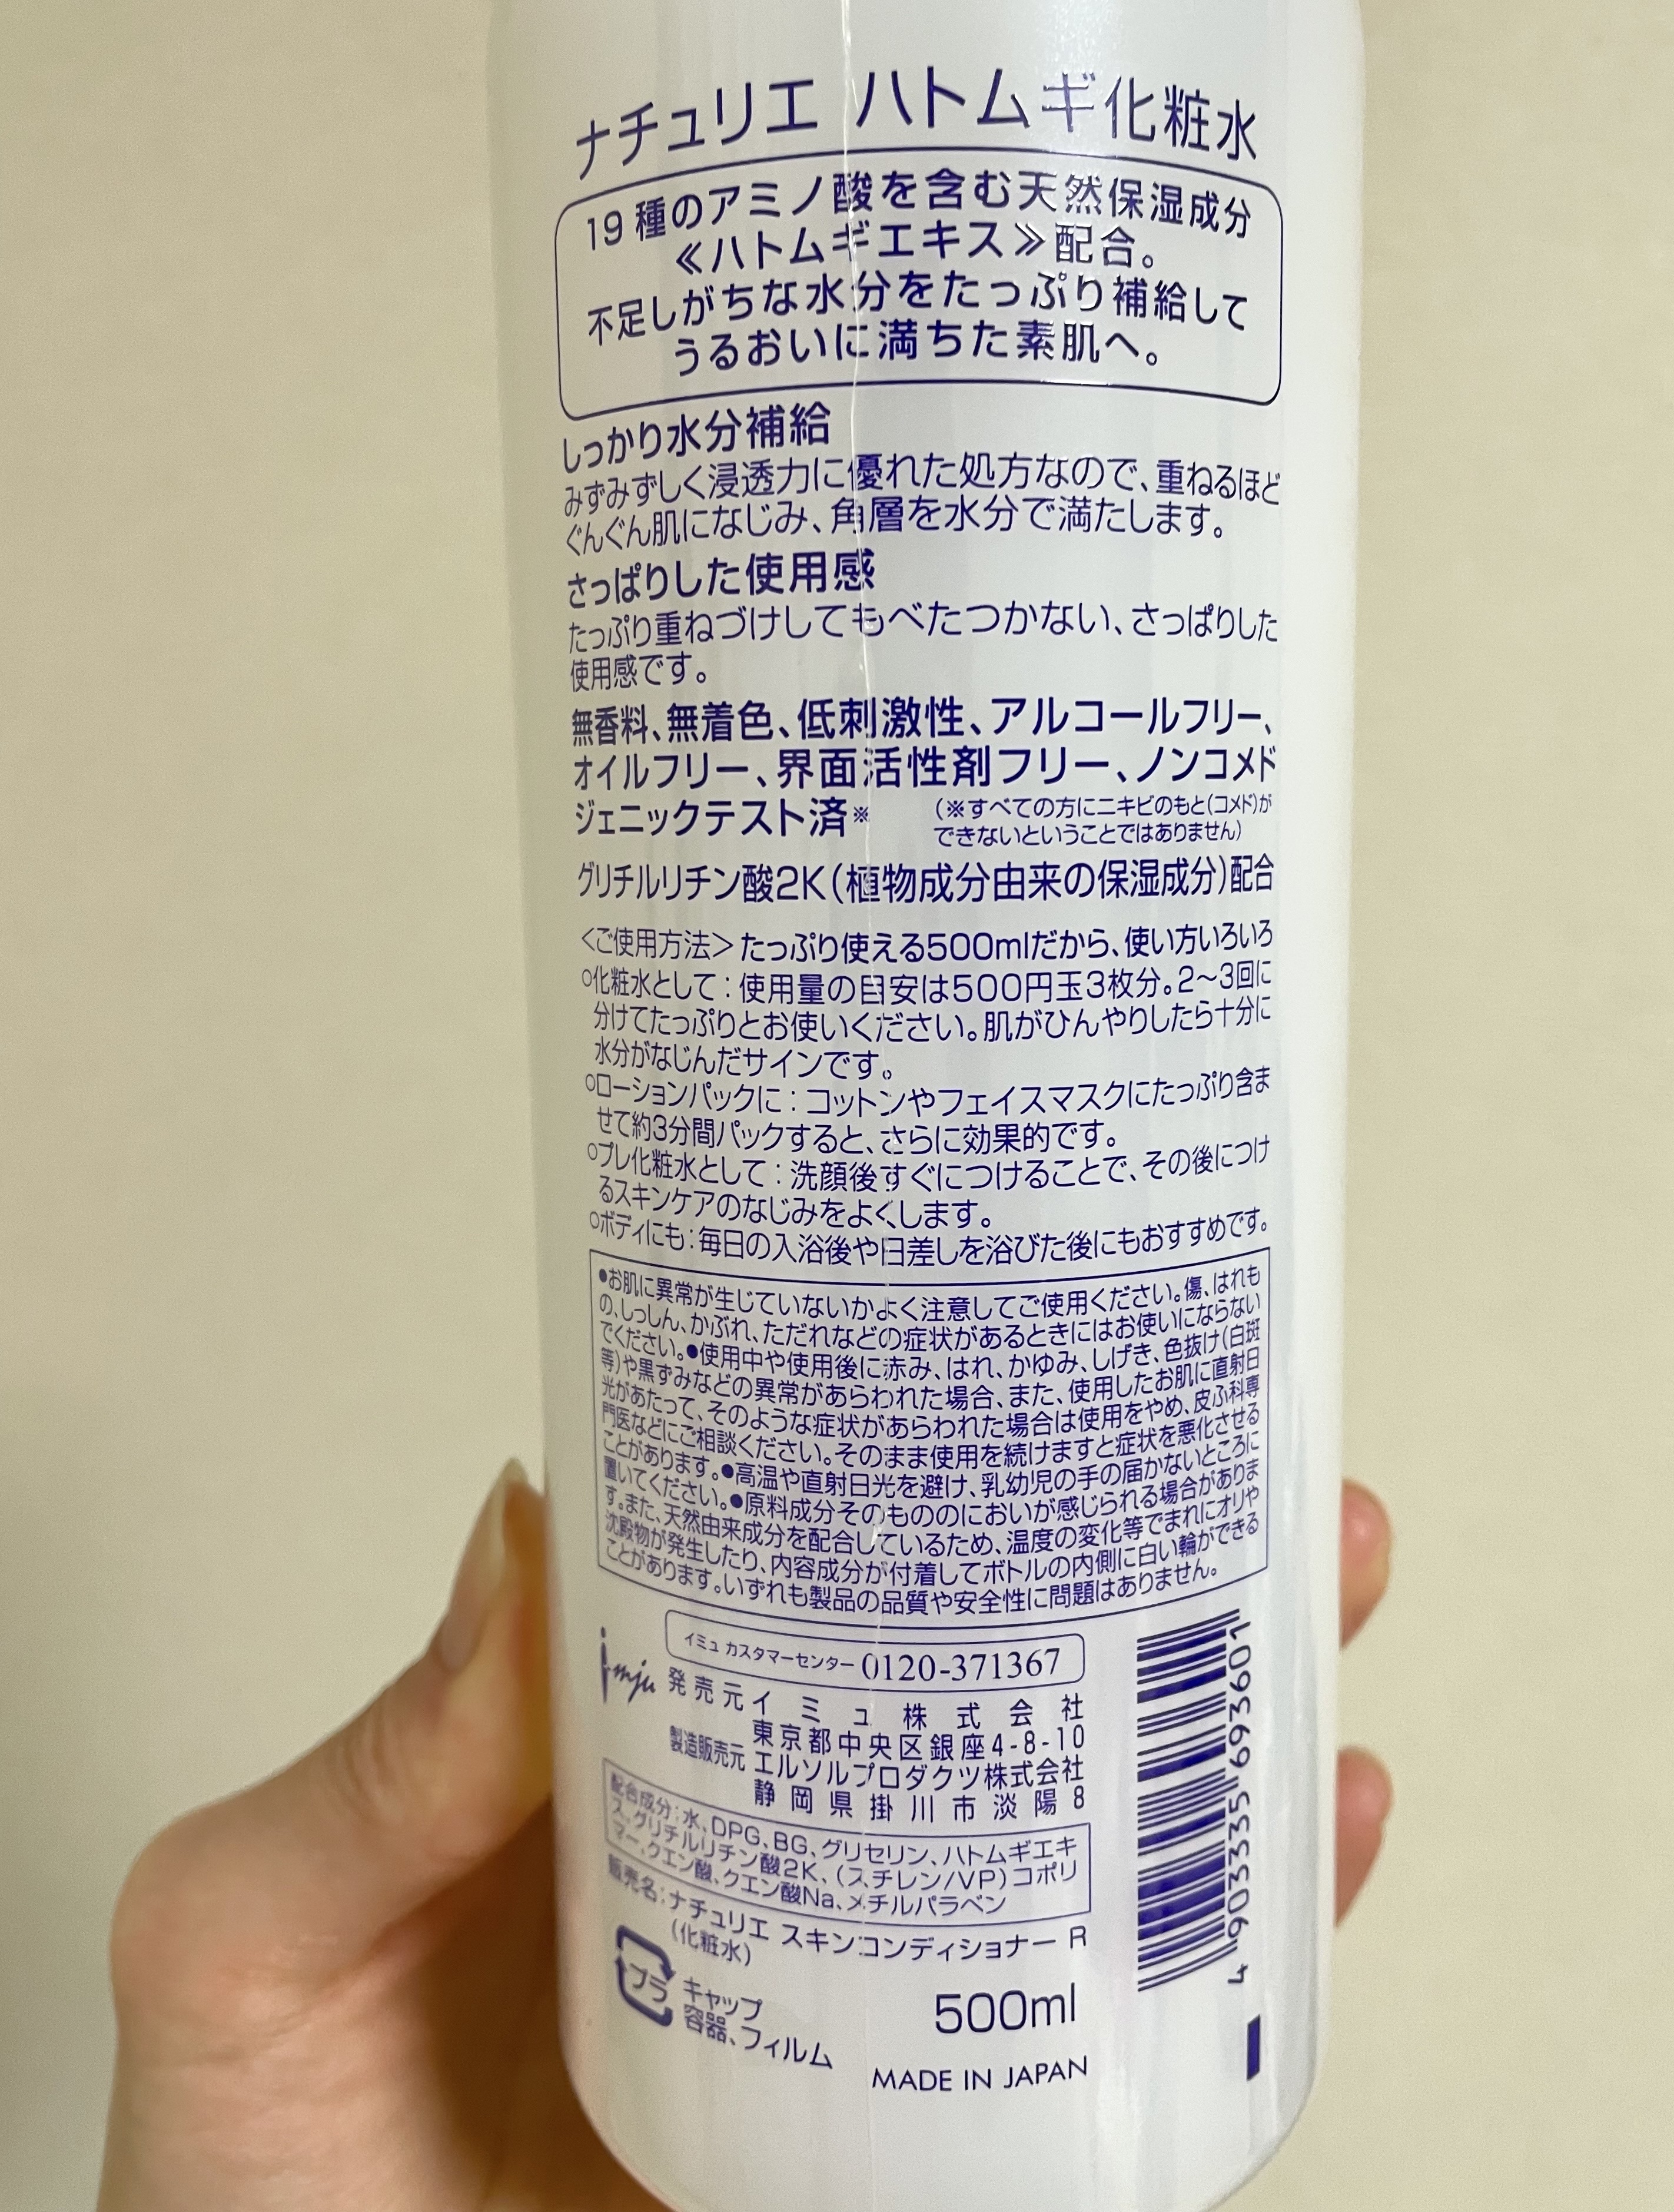 ナチュリエ ハトムギ化粧水
19種のアミノ酸を含む天然保湿成分
≪ハトムギエキス≫配合。
不足しがちな水分をたっぷり補給して
うるおいに満ちた素肌へ。
しっかり水分補給
みずみずしく浸透力に優れた処方なので、重ねるほど
ぐんぐん肌になじみ、角層を水分で満たします。
さっぱりした使用感
たっぷり重ねづけしてもべたつかない、さっぱりした
使用感です。
無香料、無着色、低刺激性、アルコールフリー、
オイルフリー、界面活性剤フリー、ノンコメド
ジェニックテスト済※
(※すべての方にニキビのもと(コメド)が
できないということではありません)
グリチルリチン酸2K(植物成分由来の保湿成分)配合
<ご使用方法>たっぷり使える500mlだから、使い方いろいろ
○化粧水として:使用量の目安は500円玉3枚分。2〜3回に
分けてたっぷりとお使いください。肌がひんやりしたら十分に
水分がなじんだサインです。
○ローションパックに:コットンやフェイスマスクにたっぷり含ま
せて約3分間パックすると、さらに効果的です。
○プレ化粧水として:洗顔後すぐにつけることで、その後につけ
るスキンケアのなじみをよくします。
○ボディにも:毎日の入浴後や日差しを浴びた後にもおすすめです。
●お肌に異常が生じていないかよく注意してご使用ください。傷、はれも
の、しっしん、かぶれ、ただれなどの症状があるときにはお使いにならない
でください。●使用中や使用後に赤み、はれ、かゆみ、しげき、色抜け(白斑
等)や黒ずみなどの異常があらわれた場合、また、使用したお肌に直射日
光があたって、そのような症状があらわれた場合は使用をやめ、皮ふ科専
門医などにご相談ください。そのまま使用を続けますと症状を悪化させる
ことがあります。●高温や直射日光を避け、乳幼児の手の届かないところに
置いてください。●原料成分そのもののにおいが感じられる場合がありま
す。また、天然由来成分を配合しているため、温度の変化等でまれにオリや
沈殿物が発生したり、内容成分が付着してボトルの内側に白い輪ができる
ことがあります。いずれも製品の品質や安全性に問題はありません。
イミュ カスタマーセンター 0120-371367
i-mju
発売元 イミュ株式会社
東京都中央区銀座4-8-10
製造販売元 エルソルプロダクツ株式会社
静岡県掛川市淡陽8
配合成分:水、DPG、BG、グリセリン、ハトムギエキ
ス、グリチルリチン酸2K、(スチレン/VP)コポリ
マー、クエン酸、クエン酸Na、メチルパラベン
販売名:ナチュリエ スキンコンディショナー R
(化粧水)
プラ
キャップ
容器、フィルム
500ml
MADE IN JAPAN
4 903335 693601